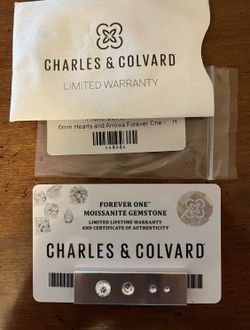 CHARLES & COLVARD
LIMITED WARRANTY
6mm Hearts and Arrows Forever One -
FOREVER ONE™
MOISSANITE GEMSTONE
LIMITED LIFETIME WARRANTY
AND CERTIFICATE OF AUTHENTICITY
CHARLES & COLVARD